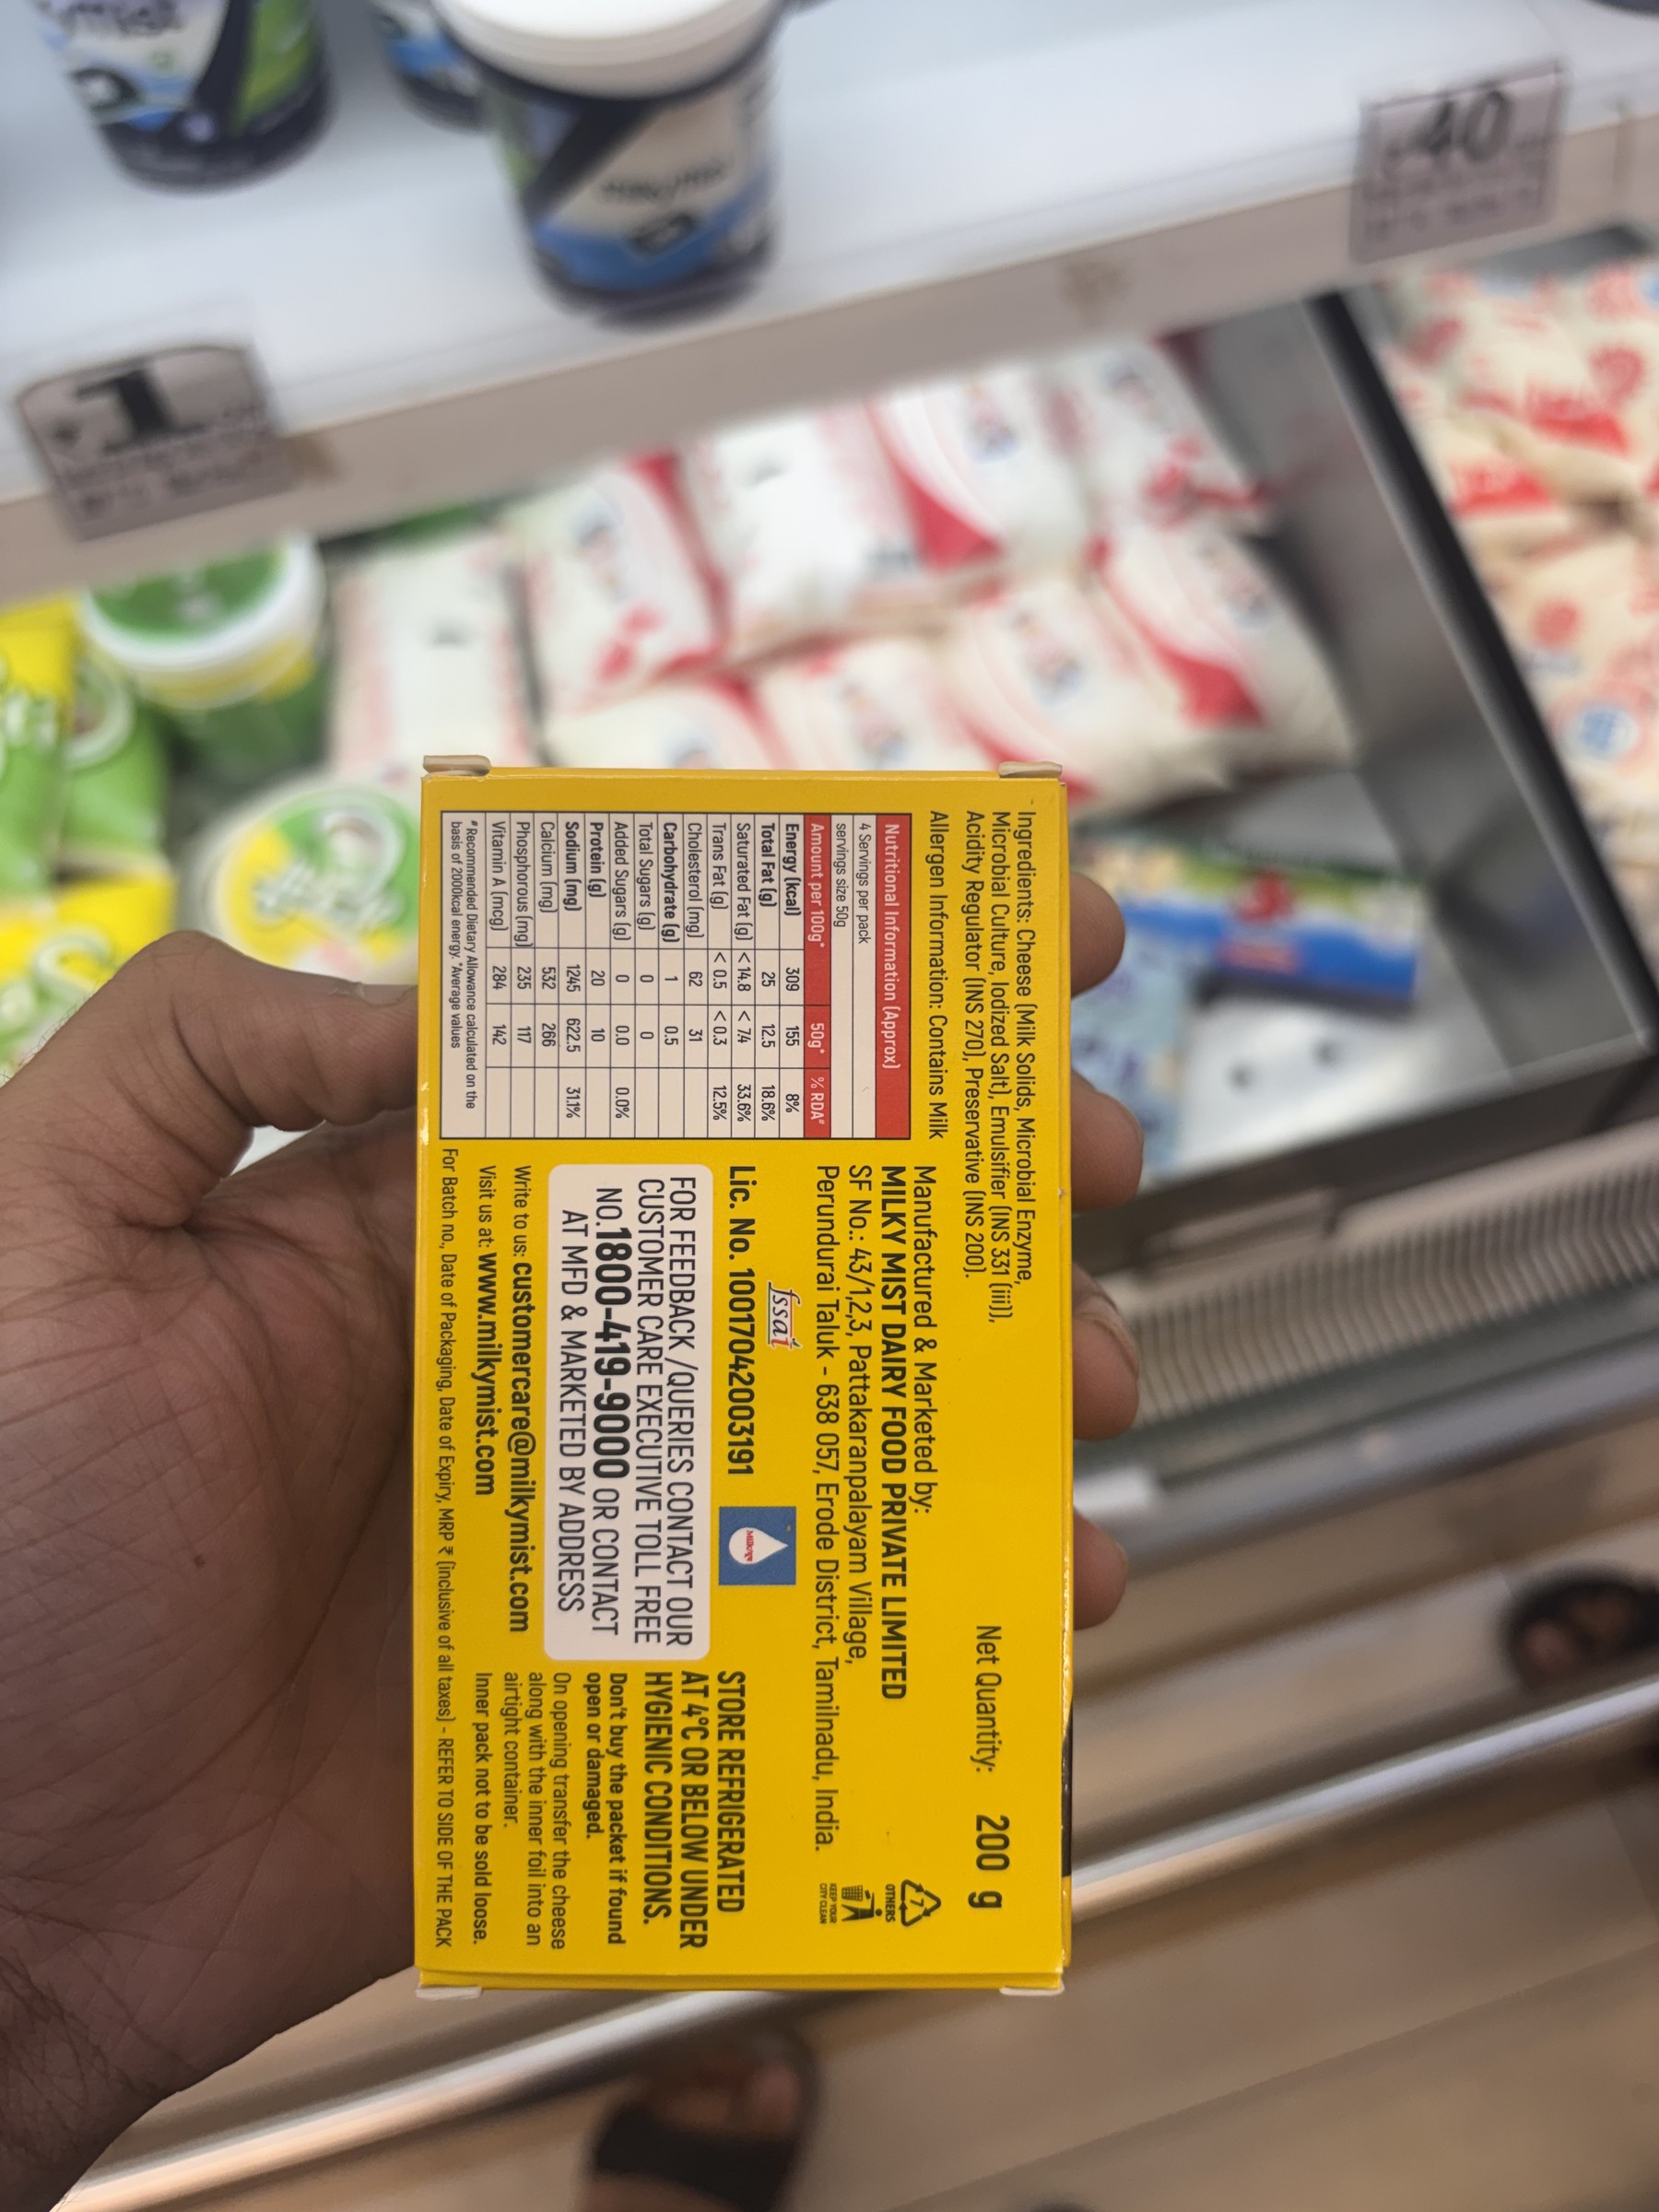 Ingredients: Cheese (Milk Solids, Microbial Enzyme,
Microbial Culture, Iodized Salt), Emulsifier (INS 331 (iii)),
Acidity Regulator (INS 270), Preservative (INS 200).
Allergen Information: Contains Milk
Net Quantity: 200 g
Nutritional Information (Approx)
4 Servings per pack
servings size 50g
Amount per 100g* 50g* % RDA#
Energy (kcal) 309 155 8%
Total Fat (g) 25 12.5 18.6%
Saturated Fat (g) < 14.8 < 7.4 33.6%
Trans Fat (g) < 0.5 < 0.3 12.5%
Cholesterol (mg) 62 31
Carbohydrate (g) 1 0.5
Total Sugars (g) 0 0
Added Sugars (g) 0 0.0 0.0%
Protein (g) 20 10
Sodium (mg) 1245 622.5 31.1%
Calcium (mg) 532 266
Phosphorous (mg) 235 117
Vitamin A (mcg) 284 142
#Recommended Dietary Allowance calculated on the
basis of 2000kcal energy. *Average values
Manufactured & Marketed by:
MILKY MIST DAIRY FOOD PRIVATE LIMITED
SF No.: 43/1,2,3, Pattakaranpalayam Village,
Perundurai Taluk - 638 057, Erode District, Tamilnadu, India.
7
OTHERS
KEEP YOUR
CITY CLEAN
fssai
Lic. No. 10017042003191
FOR FEEDBACK /QUERIES CONTACT OUR
CUSTOMER CARE EXECUTIVE TOLL FREE
NO.1800-419-9000 OR CONTACT
AT MFD & MARKETED BY ADDRESS
Write to us: customercare@milkymist.com
Visit us at: www.milkymist.com
STORE REFRIGERATED
AT 4°C OR BELOW UNDER
HYGIENIC CONDITIONS.
Don't buy the packet if found
open or damaged.
On opening transfer the cheese
along with the inner foil into an
airtight container.
Inner pack not to be sold loose.
For Batch no., Date of Packaging, Date of Expiry, MRP ₹ (inclusive of all taxes) - REFER TO SIDE OF THE PACK
40
1